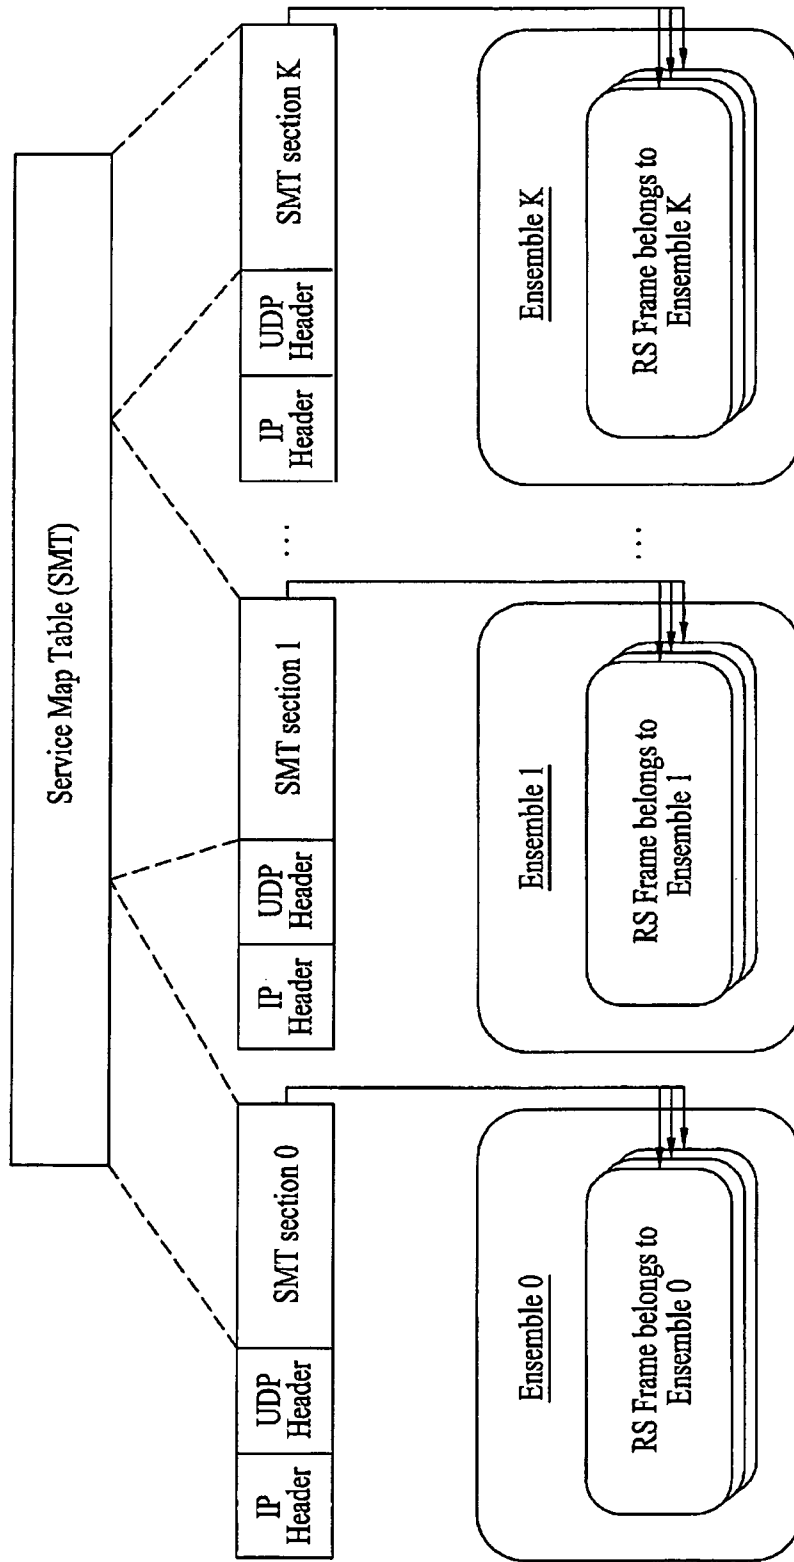 Service Map Table (SMT)
IP
Header
UDP
Header
SMT section 0
IP
Header
UDP
Header
SMT section 1
...
IP
Header
UDP
Header
SMT section K
Ensemble 0
RS Frame belongs to
Ensemble 0
Ensemble 1
RS Frame belongs to
Ensemble 1
...
Ensemble K
RS Frame belongs to
Ensemble K